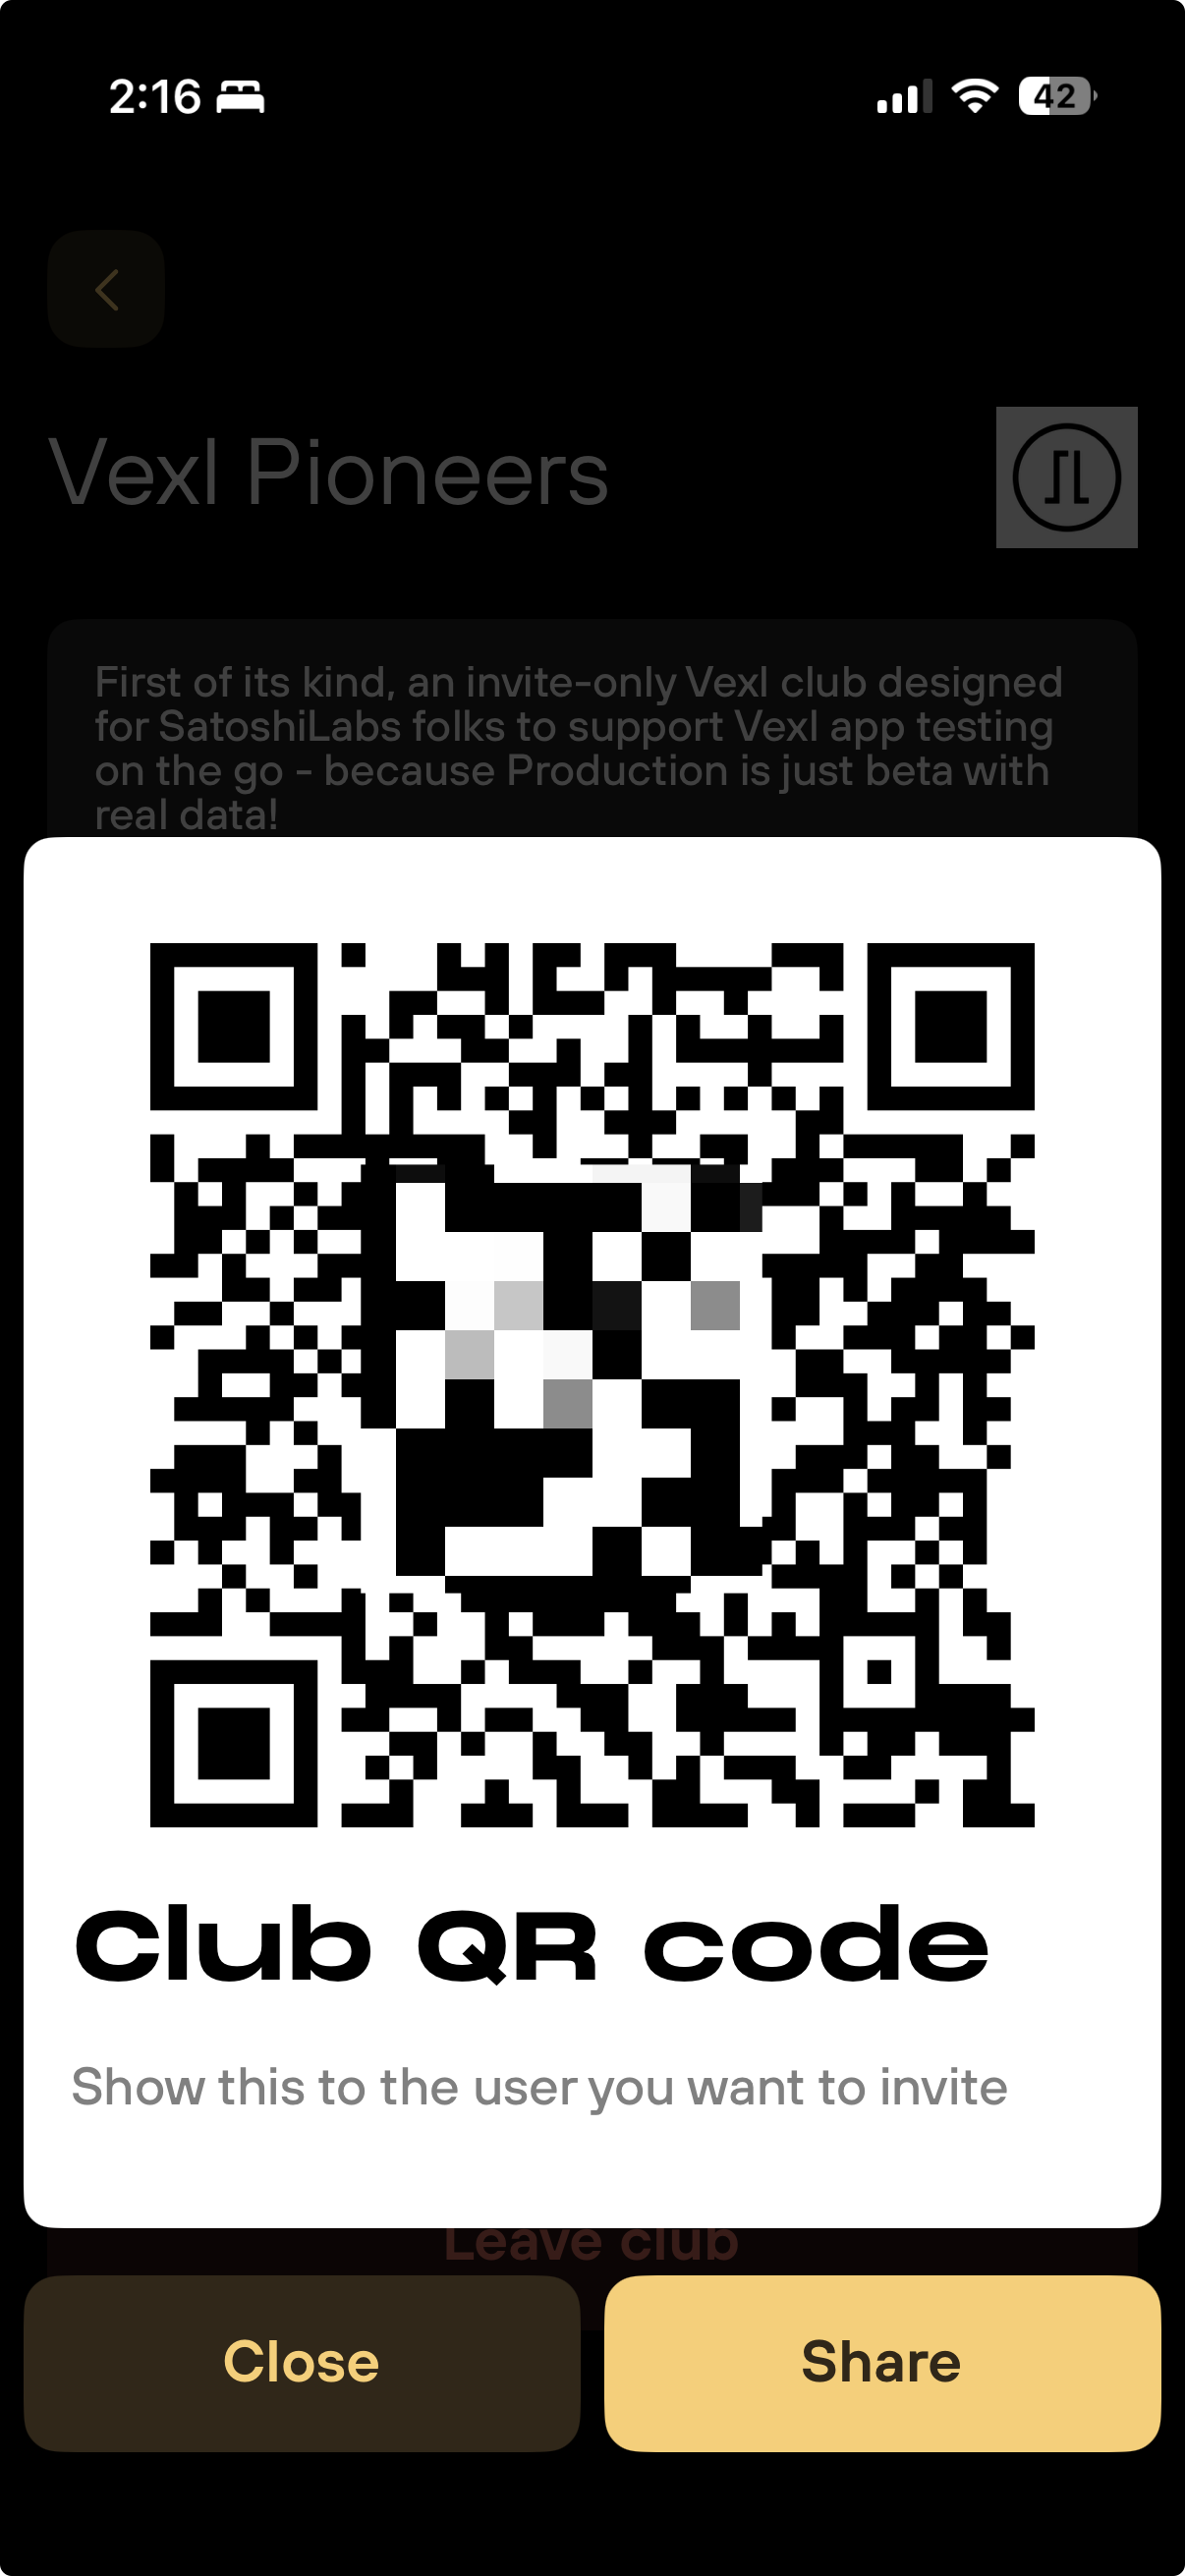 2:16
42
Vexl Pioneers
First of its kind, an invite-only Vexl club designed
for SatoshiLabs folks to support Vexl app testing
on the go - because Production is just beta with
real data!
Club QR code
Show this to the user you want to invite
Leave club
Close
Share